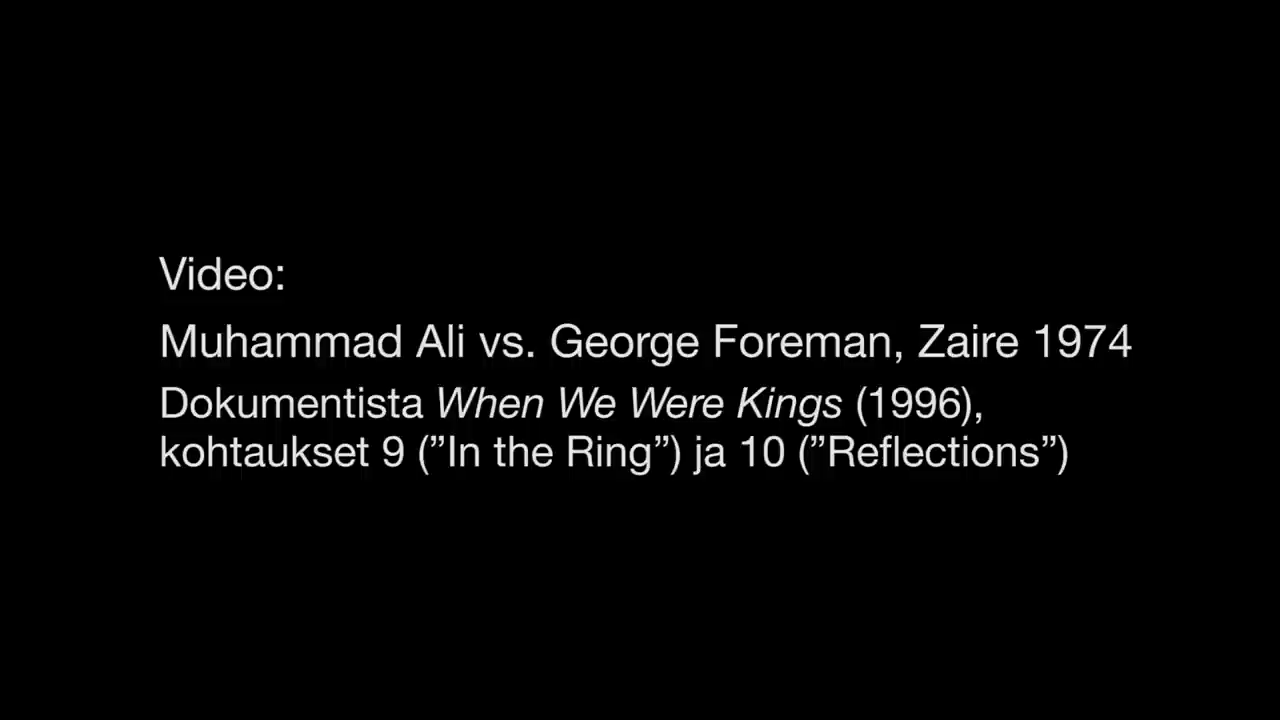 Video:
Muhammad Ali vs. George Foreman, Zaire 1974
Dokumentista When We Were Kings (1996),
kohtaukset 9 (”In the Ring”) ja 10 (”Reflections”)